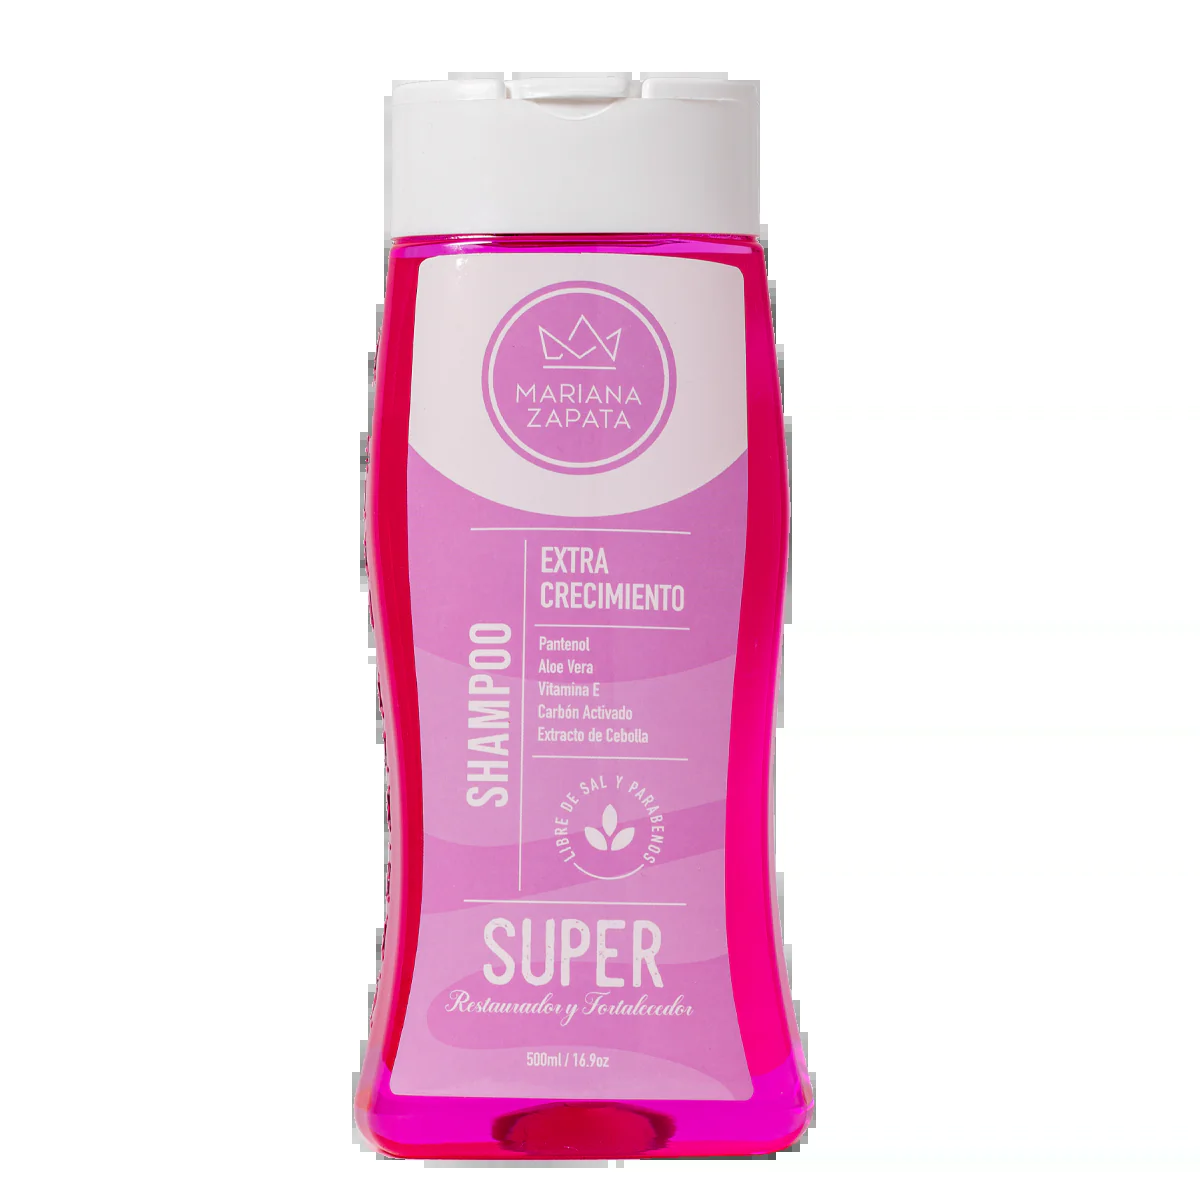 MARIANA
ZAPATA
SHAMPOO
EXTRA
CRECIMIENTO
Pantenol
Aloe Vera
Vitamina E
Carbón Activado
Extracto de Cebolla
LIBRE DE SAL Y PARABENOS
SUPER
Restaurador y Fortalecedor
500ml / 16.9oz